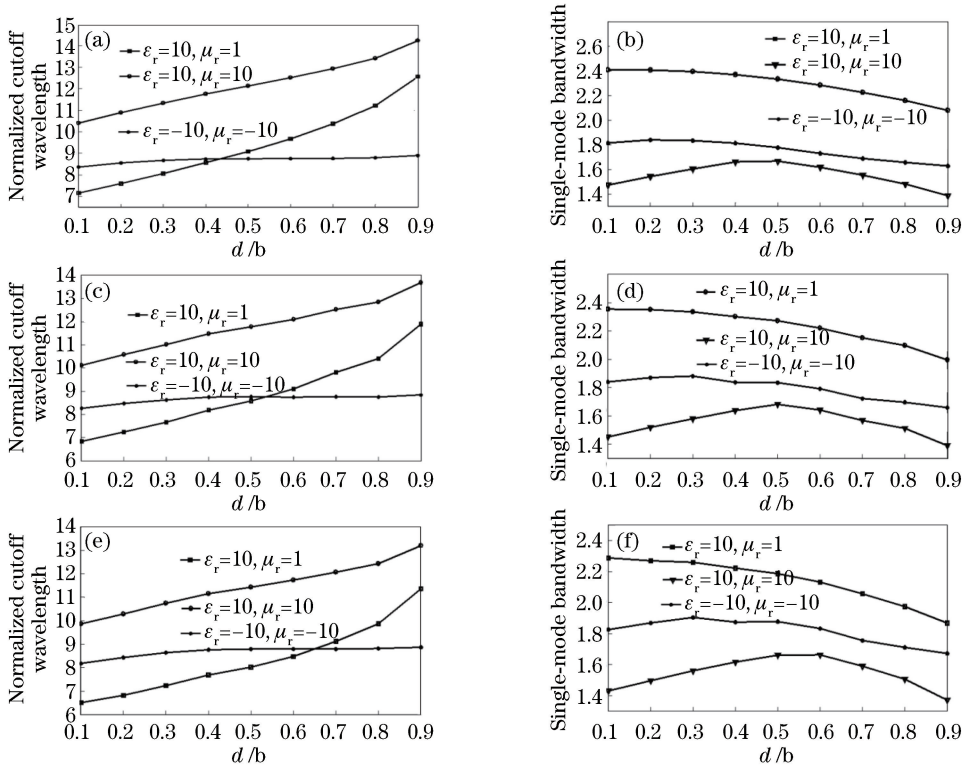 (a)
εr=10, μr=1
εr=10, μr=10
εr=−10, μr=−10
Normalized cutoff
wavelength
15
14
13
12
11
10
9
8
7
0.1 0.2 0.3 0.4 0.5 0.6 0.7 0.8 0.9
d/b
(b)
εr=10, μr=1
εr=10, μr=10
εr=−10, μr=−10
Single-mode bandwidth
2.6
2.4
2.2
2.0
1.8
1.6
1.4
0.1 0.2 0.3 0.4 0.5 0.6 0.7 0.8 0.9
d/b
(c)
εr=10, μr=1
εr=10, μr=10
εr=−10, μr=−10
Normalized cutoff
wavelength
14
13
12
11
10
9
8
7
6
0.1 0.2 0.3 0.4 0.5 0.6 0.7 0.8 0.9
d/b
(d)
εr=10, μr=1
εr=10, μr=10
εr=−10, μr=−10
Single-mode bandwidth
2.4
2.2
2.0
1.8
1.6
1.4
0.1 0.2 0.3 0.4 0.5 0.6 0.7 0.8 0.9
d/b
(e)
εr=10, μr=1
εr=10, μr=10
εr=−10, μr=−10
Normalized cutoff
wavelength
14
13
12
11
10
9
8
7
6
0.1 0.2 0.3 0.4 0.5 0.6 0.7 0.8 0.9
d/b
(f)
εr=10, μr=1
εr=10, μr=10
εr=−10, μr=−10
Single-mode bandwidth
2.4
2.2
2.0
1.8
1.6
1.4
0.1 0.2 0.3 0.4 0.5 0.6 0.7 0.8 0.9
d/b